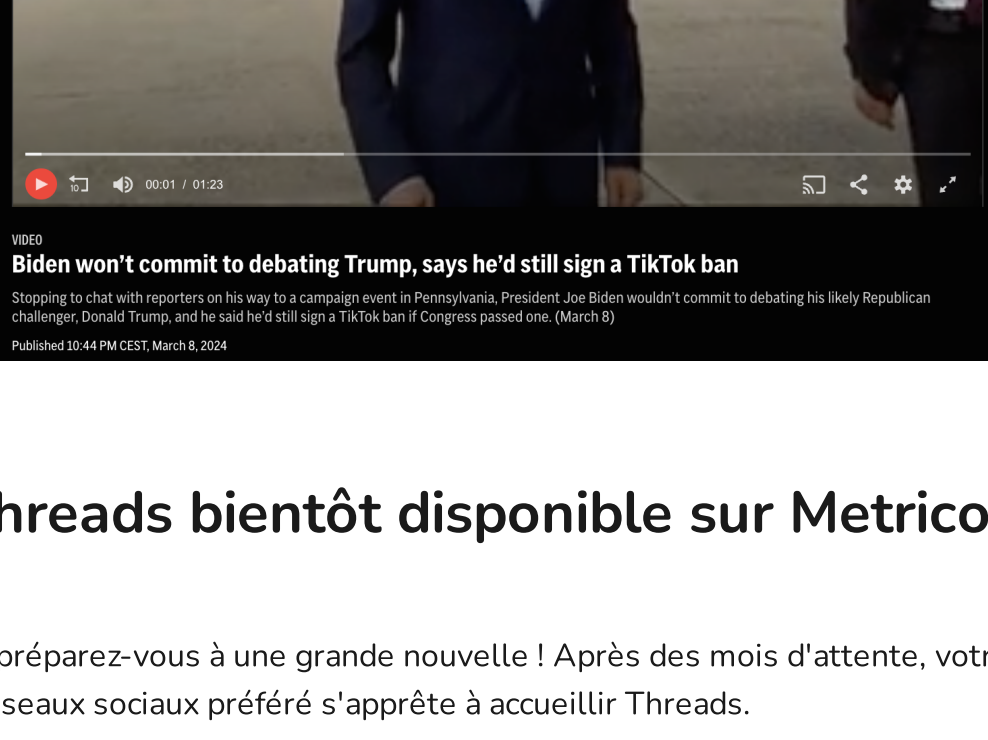 10
00:01 / 01:23
VIDEO
Biden won’t commit to debating Trump, says he’d still sign a TikTok ban
Stopping to chat with reporters on his way to a campaign event in Pennsylvania, President Joe Biden wouldn’t commit to debating his likely Republican
challenger, Donald Trump, and he said he’d still sign a TikTok ban if Congress passed one. (March 8)
Published 10:44 PM CEST, March 8, 2024
hreads bientôt disponible sur Metrico
préparez-vous à une grande nouvelle ! Après des mois d'attente, votr
seaux sociaux préféré s'apprête à accueillir Threads.